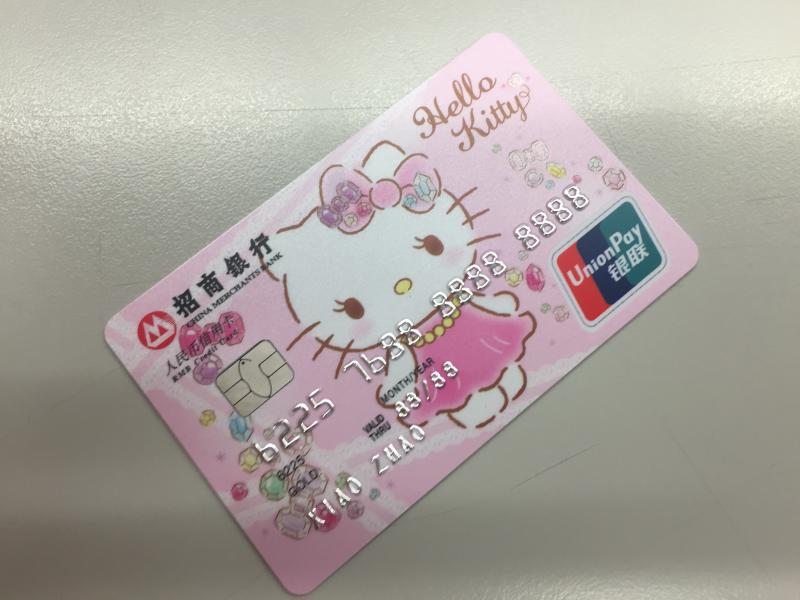 Hello
Kitty
招商银行
CHINA MERCHANTS BANK
人民币信用卡
RMB Credit Card
UnionPay
银联
6225 7688 8888 8888
6225
MONTH/YEAR
VALID
THRU
88/88
GOLD
XIAO ZHAO